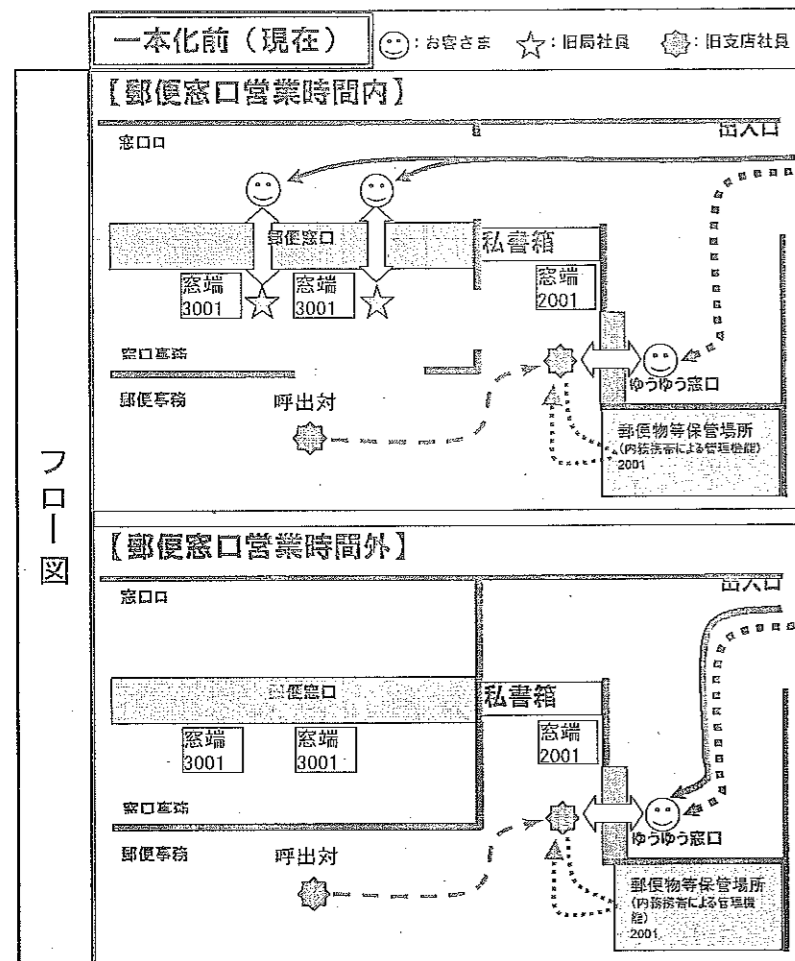 一本化前（現在）
：お客さま
：旧局社員
：旧支店社員
フロー図
【郵便窓口営業時間内】
出入口
窓口ロ
郵便窓口
私書箱
窓端
3001
窓端
3001
窓端
2001
窓口事務
ゆうゆう窓口
郵便事務
呼出対
郵便物等保管場所
(内務携帯による管理機能)
2001
【郵便窓口営業時間外】
出入口
窓口ロ
郵便窓口
私書箱
窓端
3001
窓端
3001
窓端
2001
窓口事務
ゆうゆう窓口
郵便事務
呼出対
郵便物等保管場所
(内務携帯による管理機
能)
2001